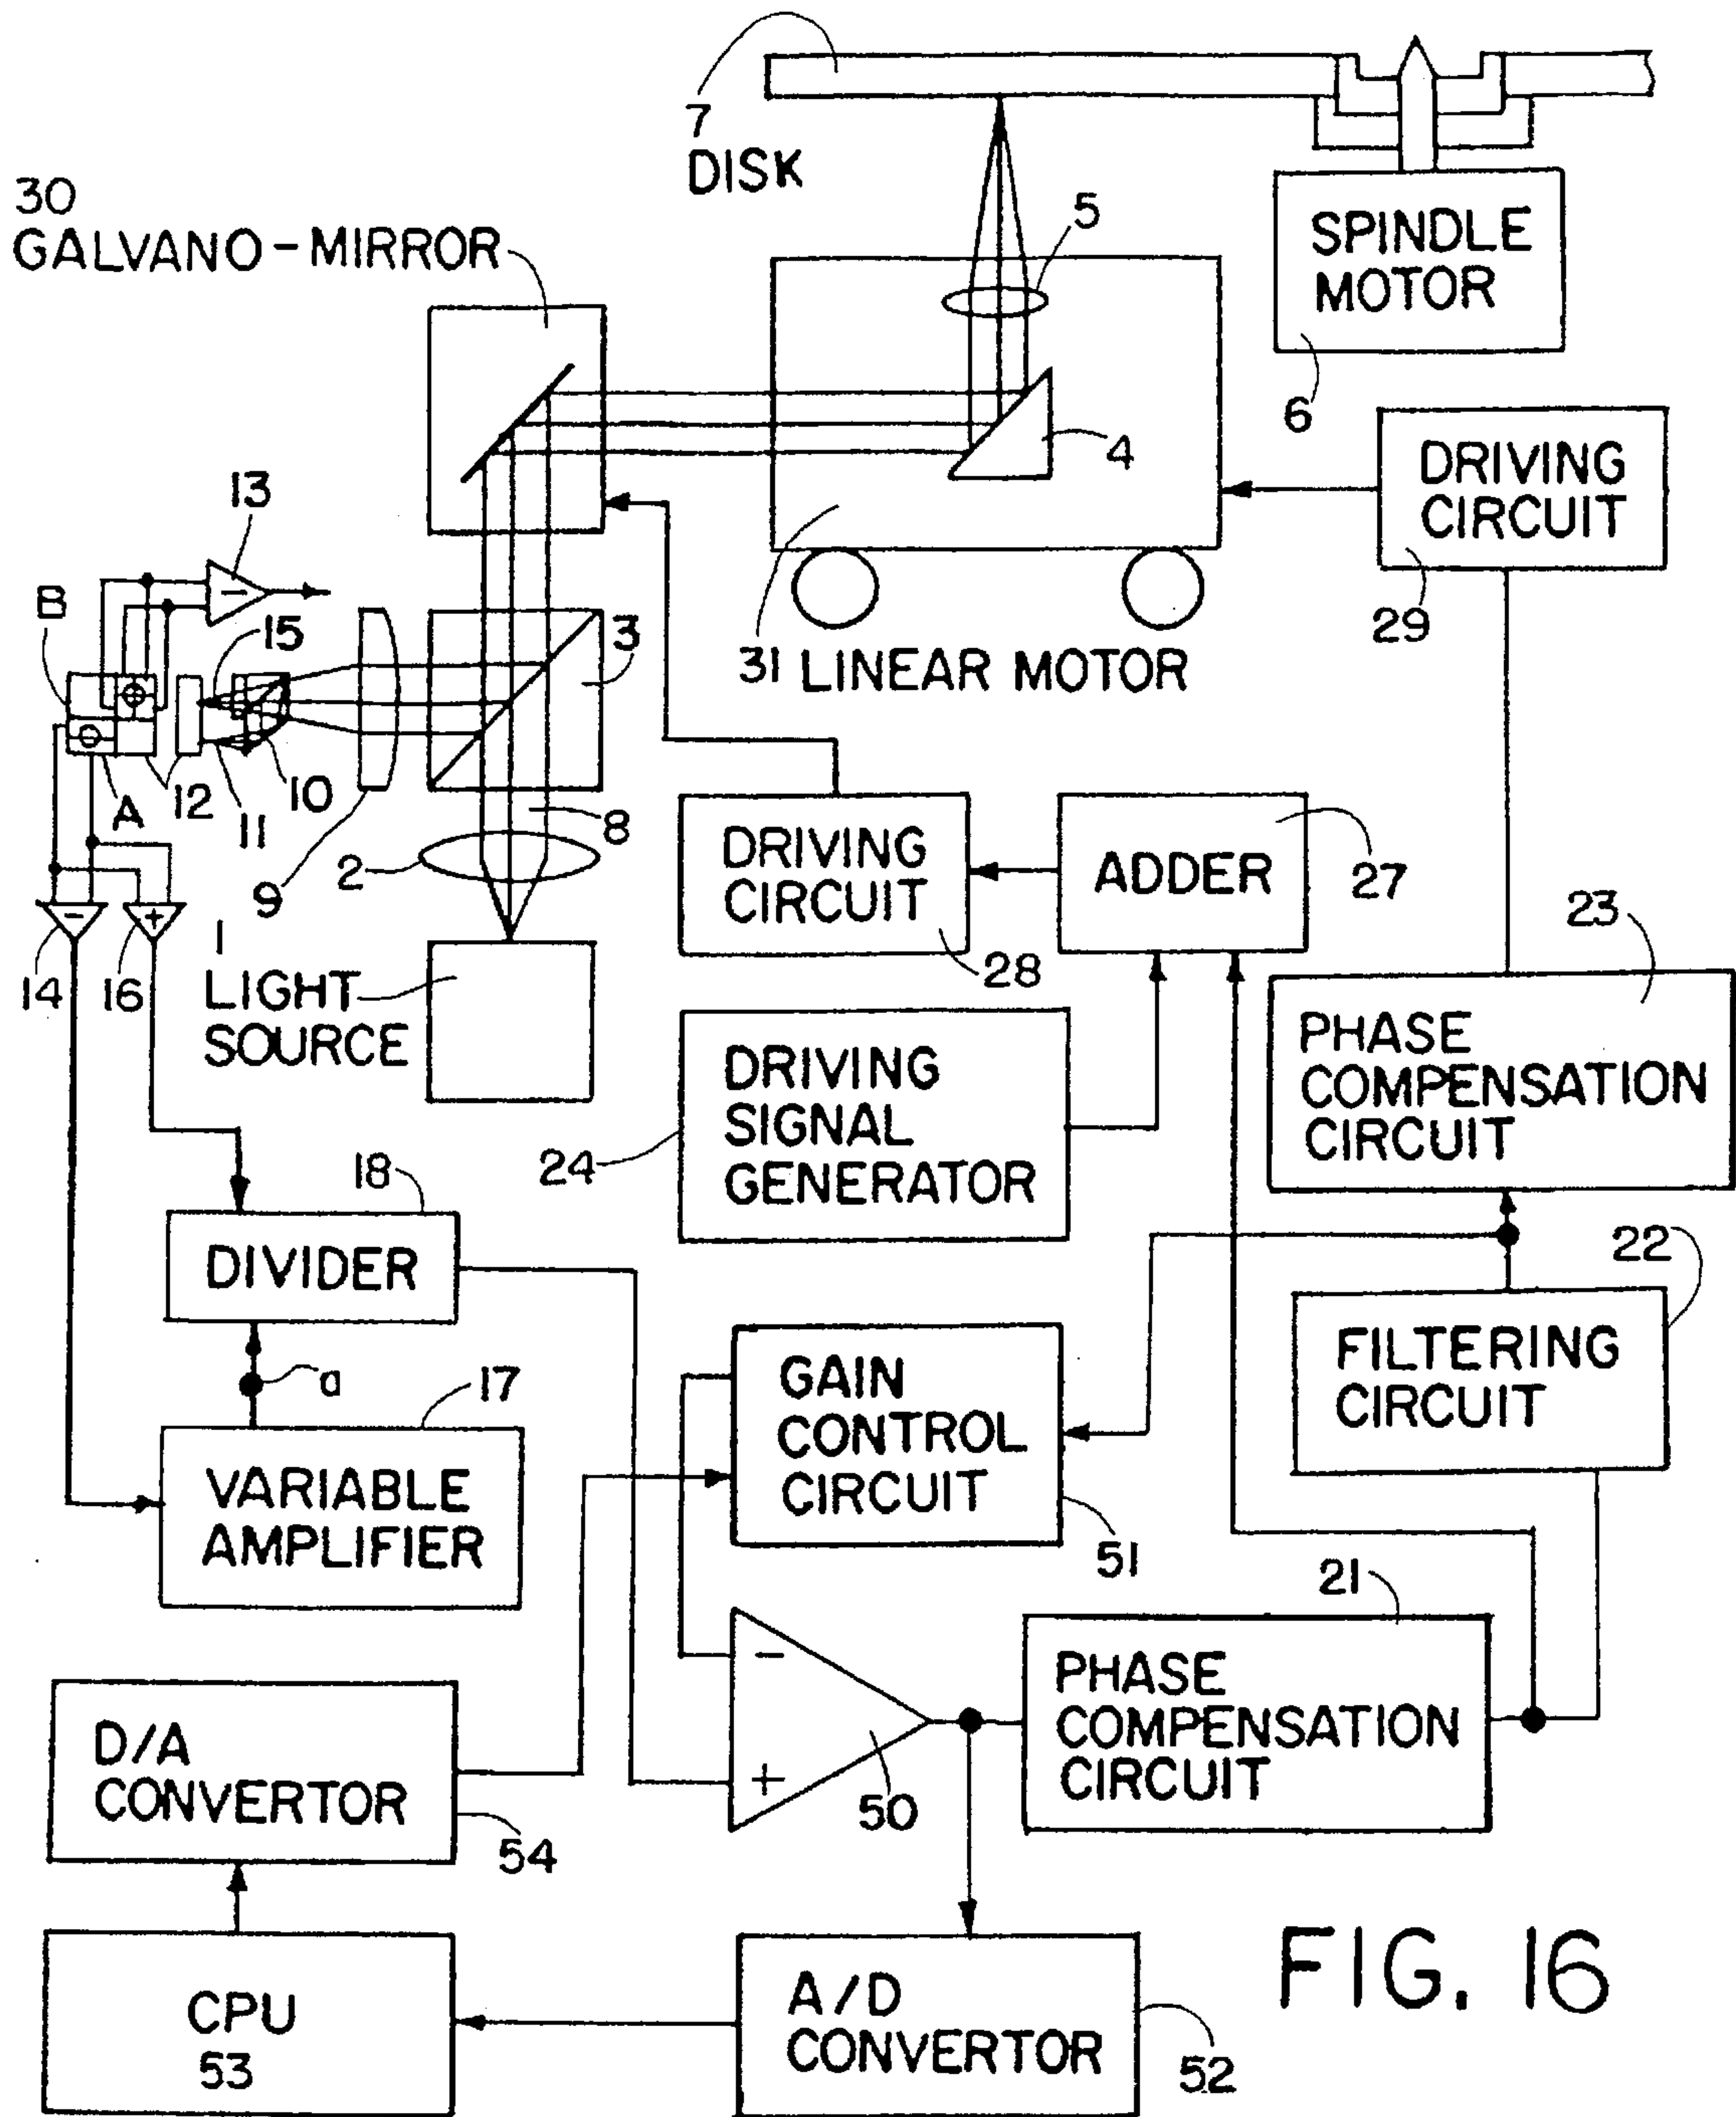 7
DISK
30
GALVANO-MIRROR
5
SPINDLE
MOTOR
6
4
DRIVING
CIRCUIT
29
13
-
B
15
3
31 LINEAR MOTOR
A
12
11
10
9
8
2
14
-
16
+
1
LIGHT
SOURCE
DRIVING
CIRCUIT
28
ADDER
27
23
PHASE
COMPENSATION
CIRCUIT
DRIVING
SIGNAL
GENERATOR
24
18
DIVIDER
a
17
VARIABLE
AMPLIFIER
22
FILTERING
CIRCUIT
GAIN
CONTROL
CIRCUIT
51
21
PHASE
COMPENSATION
CIRCUIT
-
+
50
D/A
CONVERTOR
54
CPU
53
A/D
CONVERTOR
52
FIG. 16